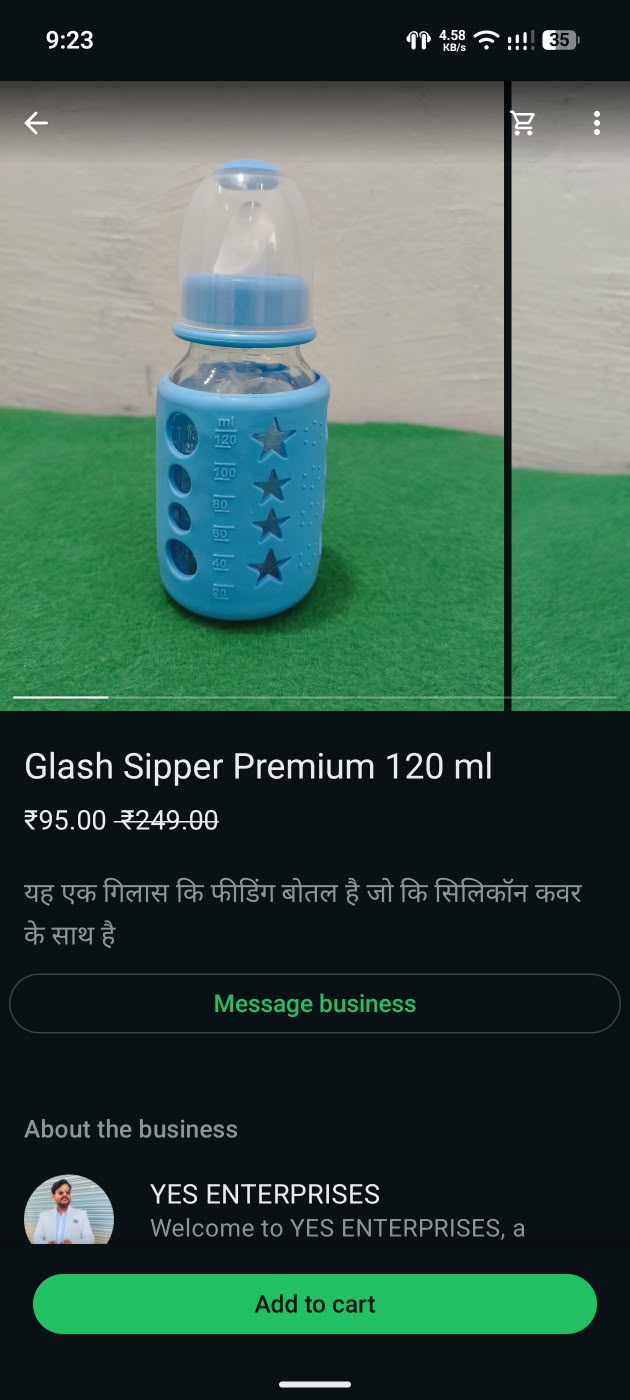 9:23
4.58
KB/s
35
ml
120
100
80
60
40
20
Glash Sipper Premium 120 ml
₹95.00 ₹249.00
यह एक गिलास कि फीडिंग बोतल है जो कि सिलिकॉन कवर
के साथ है
Message business
About the business
YES ENTERPRISES
Welcome to YES ENTERPRISES, a
Add to cart